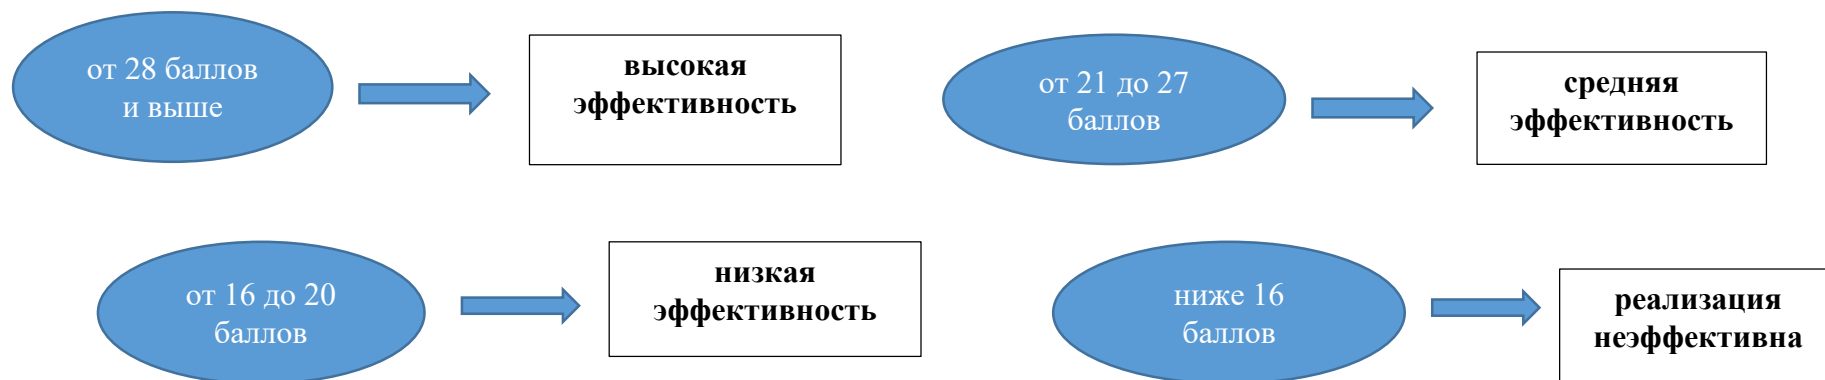 от 28 баллов
и выше
высокая
эффективность
от 21 до 27
баллов
средняя
эффективность
от 16 до 20
баллов
низкая
эффективность
ниже 16
баллов
реализация
неэффективна